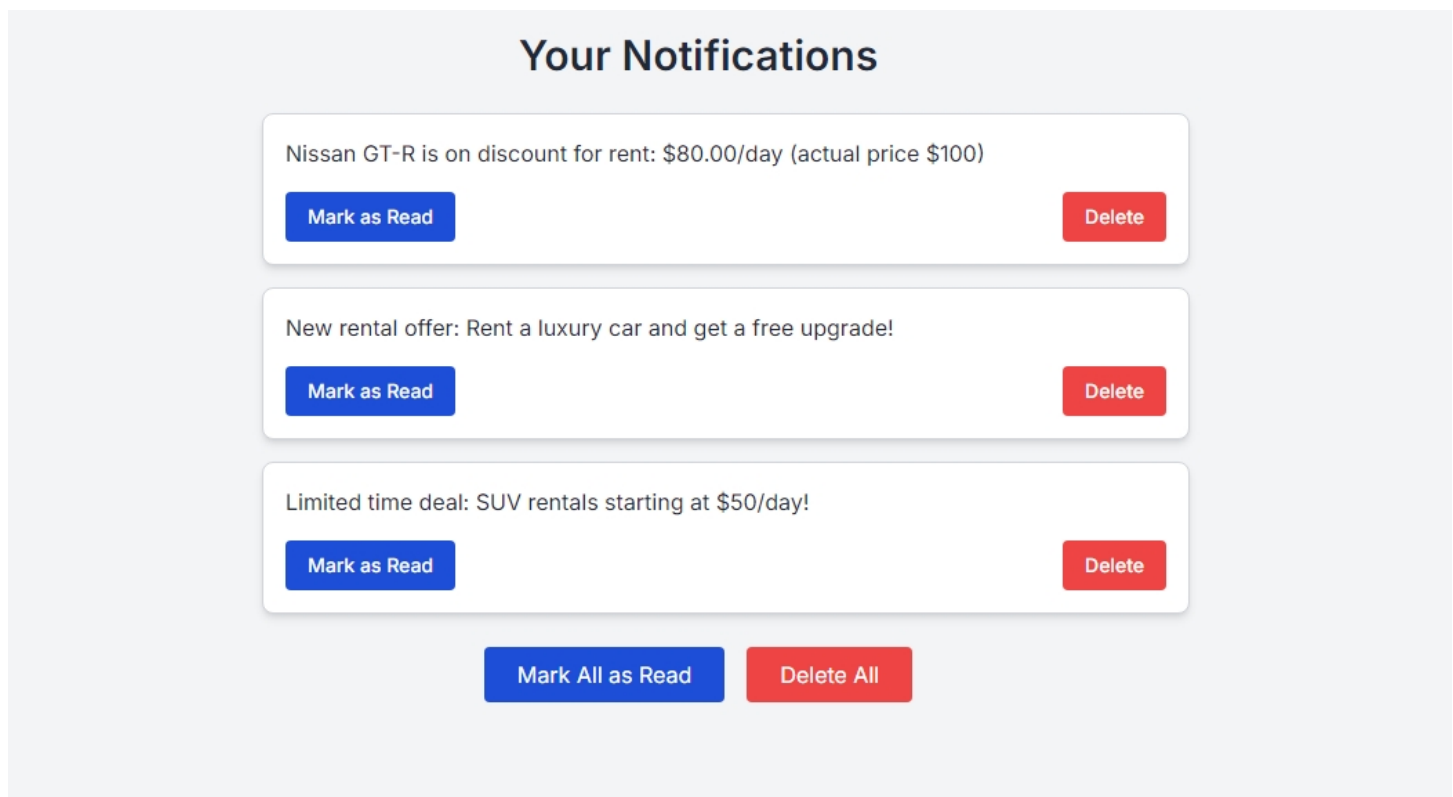 Your Notifications
Nissan GT-R is on discount for rent: $80.00/day (actual price $100)
Mark as Read
Delete
New rental offer: Rent a luxury car and get a free upgrade!
Mark as Read
Delete
Limited time deal: SUV rentals starting at $50/day!
Mark as Read
Delete
Mark All as Read
Delete All